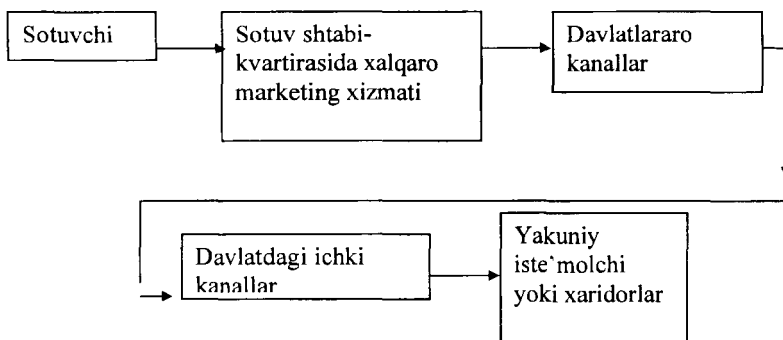 Sotuvchi
Sotuv shtabi-
kvartirasida xalqaro
marketing xizmati
Davlatlararo
kanallar
Davlatdagi ichki
kanallar
Yakuniy
iste`molchi
yoki xaridorlar